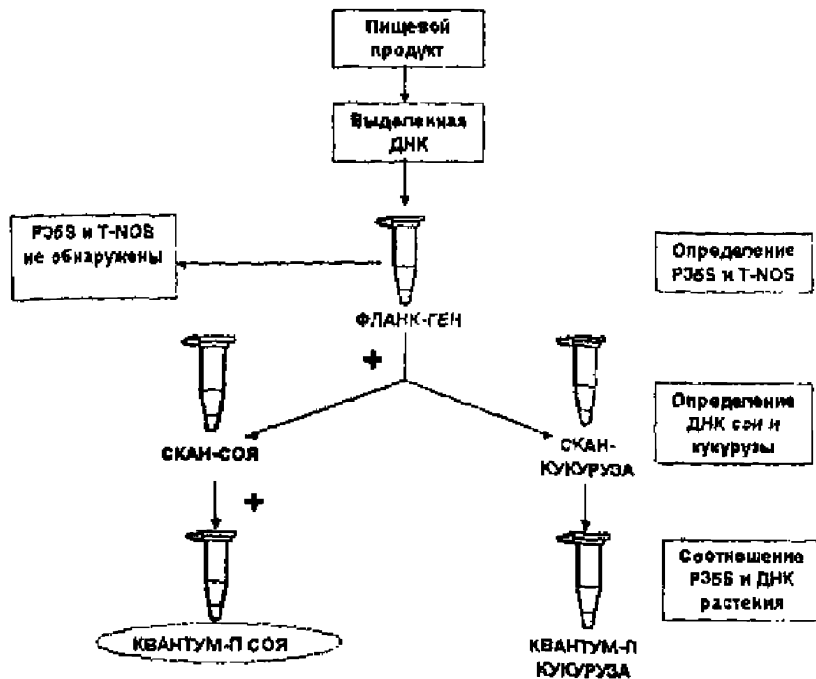 Пищевой
продукт
Выделенная
ДНК
P35S и T-NOS
не обнаружены
Определение
P35S и T-NOS
ФЛАНК-ГЕН
+
Определение
ДНК сои и
кукурузы
СКАН-СОЯ
СКАН-
КУКУРУЗА
+
Соотношение
P35S и ДНК
растения
КВАНТУМ-П СОЯ
КВАНТУМ-П
КУКУРУЗА